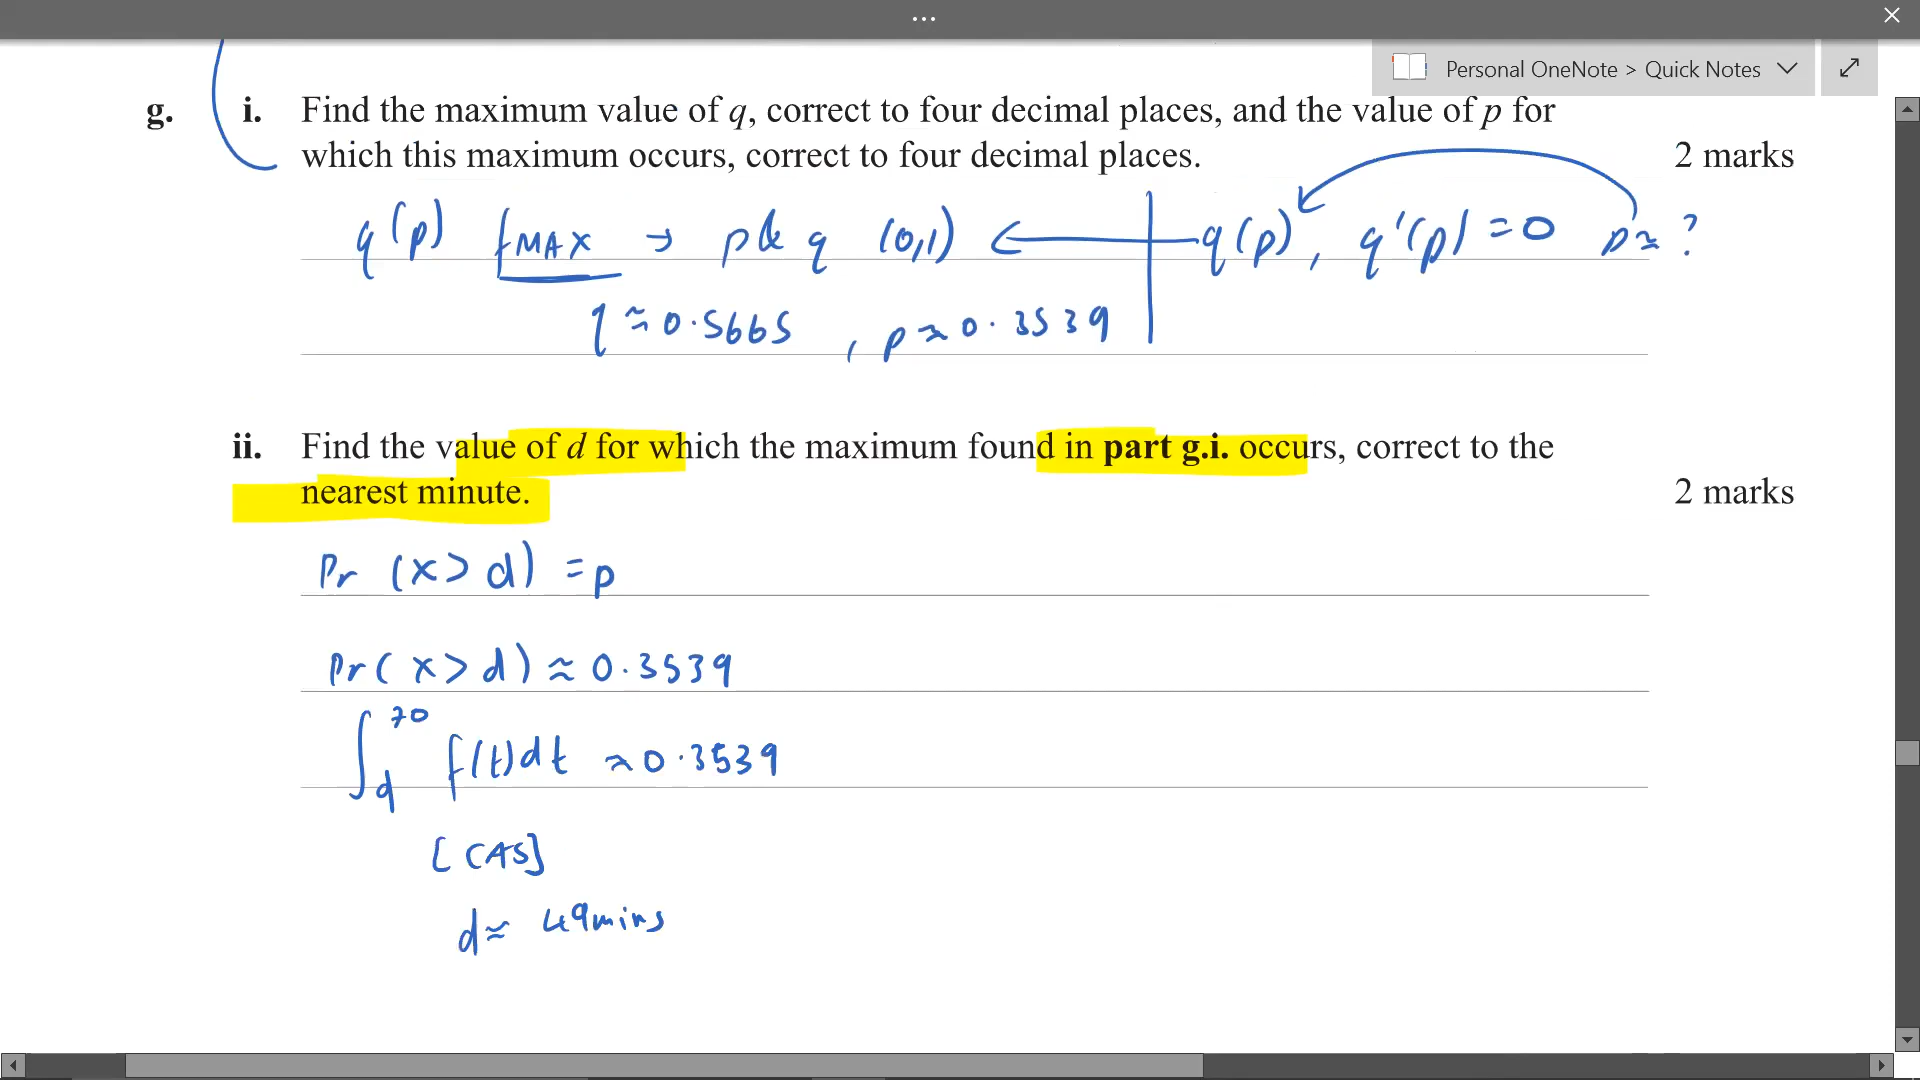 ...
Personal OneNote > Quick Notes
g. i. Find the maximum value of q, correct to four decimal places, and the value of p for
which this maximum occurs, correct to four decimal places. 2 marks
q(p) fMAX → p & q (0,1) ← q(p), q'(p) = 0 p ≈ ?
q ≈ 0.5665 , p ≈ 0.3539
ii. Find the value of d for which the maximum found in part g.i. occurs, correct to the
nearest minute. 2 marks
Pr (x > d) = p
Pr ( x > d) ≈ 0.3539
∫_d^70 f(t)dt ≈ 0.3539
[CAS]
d ≈ 49mins